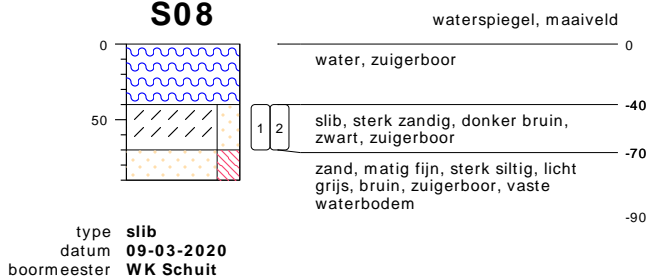 S08
waterspiegel, maaiveld
0
0
water, zuigerboor
-40
50
1 2
slib, sterk zandig, donker bruin,
zwart, zuigerboor
-70
zand, matig fijn, sterk siltig, licht
grijs, bruin, zuigerboor, vaste
waterbodem
-90
type slib
datum 09-03-2020
boormeester WK Schuit